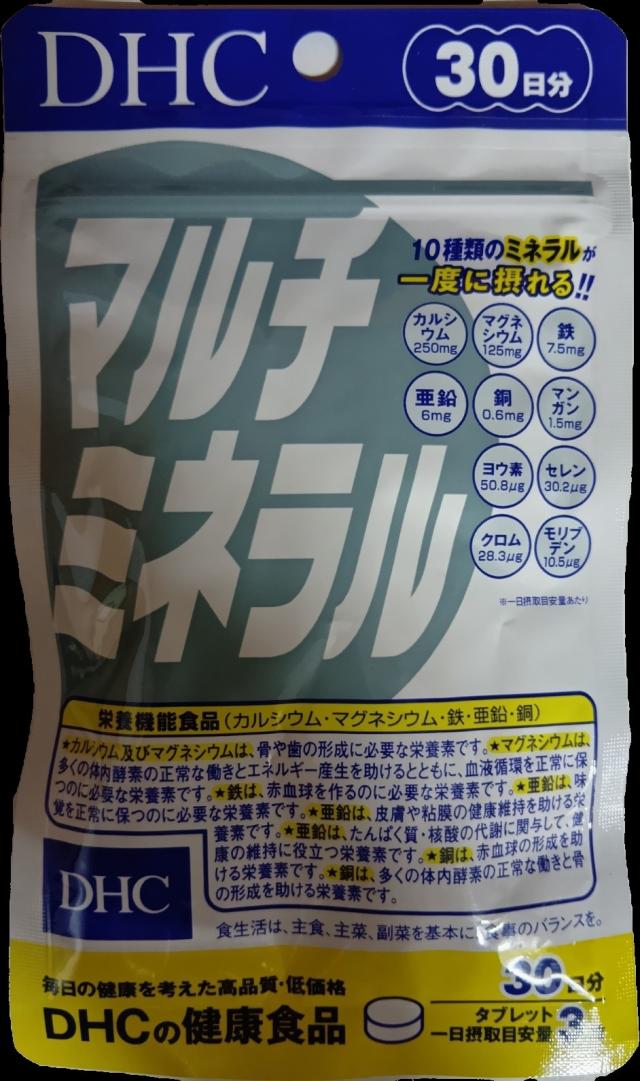 DHC
30日分
マルチ
ミネラル
10種類のミネラルが
一度に摂れる!!
カルシ
ウム
250mg
マグネ
シウム
125mg
鉄
7.5mg
亜鉛
6mg
銅
0.6mg
マン
ガン
1.5mg
ヨウ素
50.8μg
セレン
30.2μg
クロム
28.3μg
モリブ
デン
10.5μg
※一日摂取目安量あたり
栄養機能食品(カルシウム・マグネシウム・鉄・亜鉛・銅)
★カルシウム及びマグネシウムは、骨や歯の形成に必要な栄養素です。★マグネシウムは、
多くの体内酵素の正常な働きとエネルギー産生を助けるとともに、血液循環を正常に保
つのに必要な栄養素です。★鉄は、赤血球を作るのに必要な栄養素です。★亜鉛は、味
覚を正常に保つのに必要な栄養素です。★亜鉛は、皮膚や粘膜の健康維持を助ける栄
養素です。★亜鉛は、たんぱく質・核酸の代謝に関与して、健
康の維持に役立つ栄養素です。★銅は、赤血球の形成を助
ける栄養素です。★銅は、多くの体内酵素の正常な働きと骨
の形成を助ける栄養素です。
DHC
食生活は、主食、主菜、副菜を基本に、食事のバランスを。
毎日の健康を考えた高品質・低価格
DHCの健康食品
30日分
タブレット
一日摂取目安量3